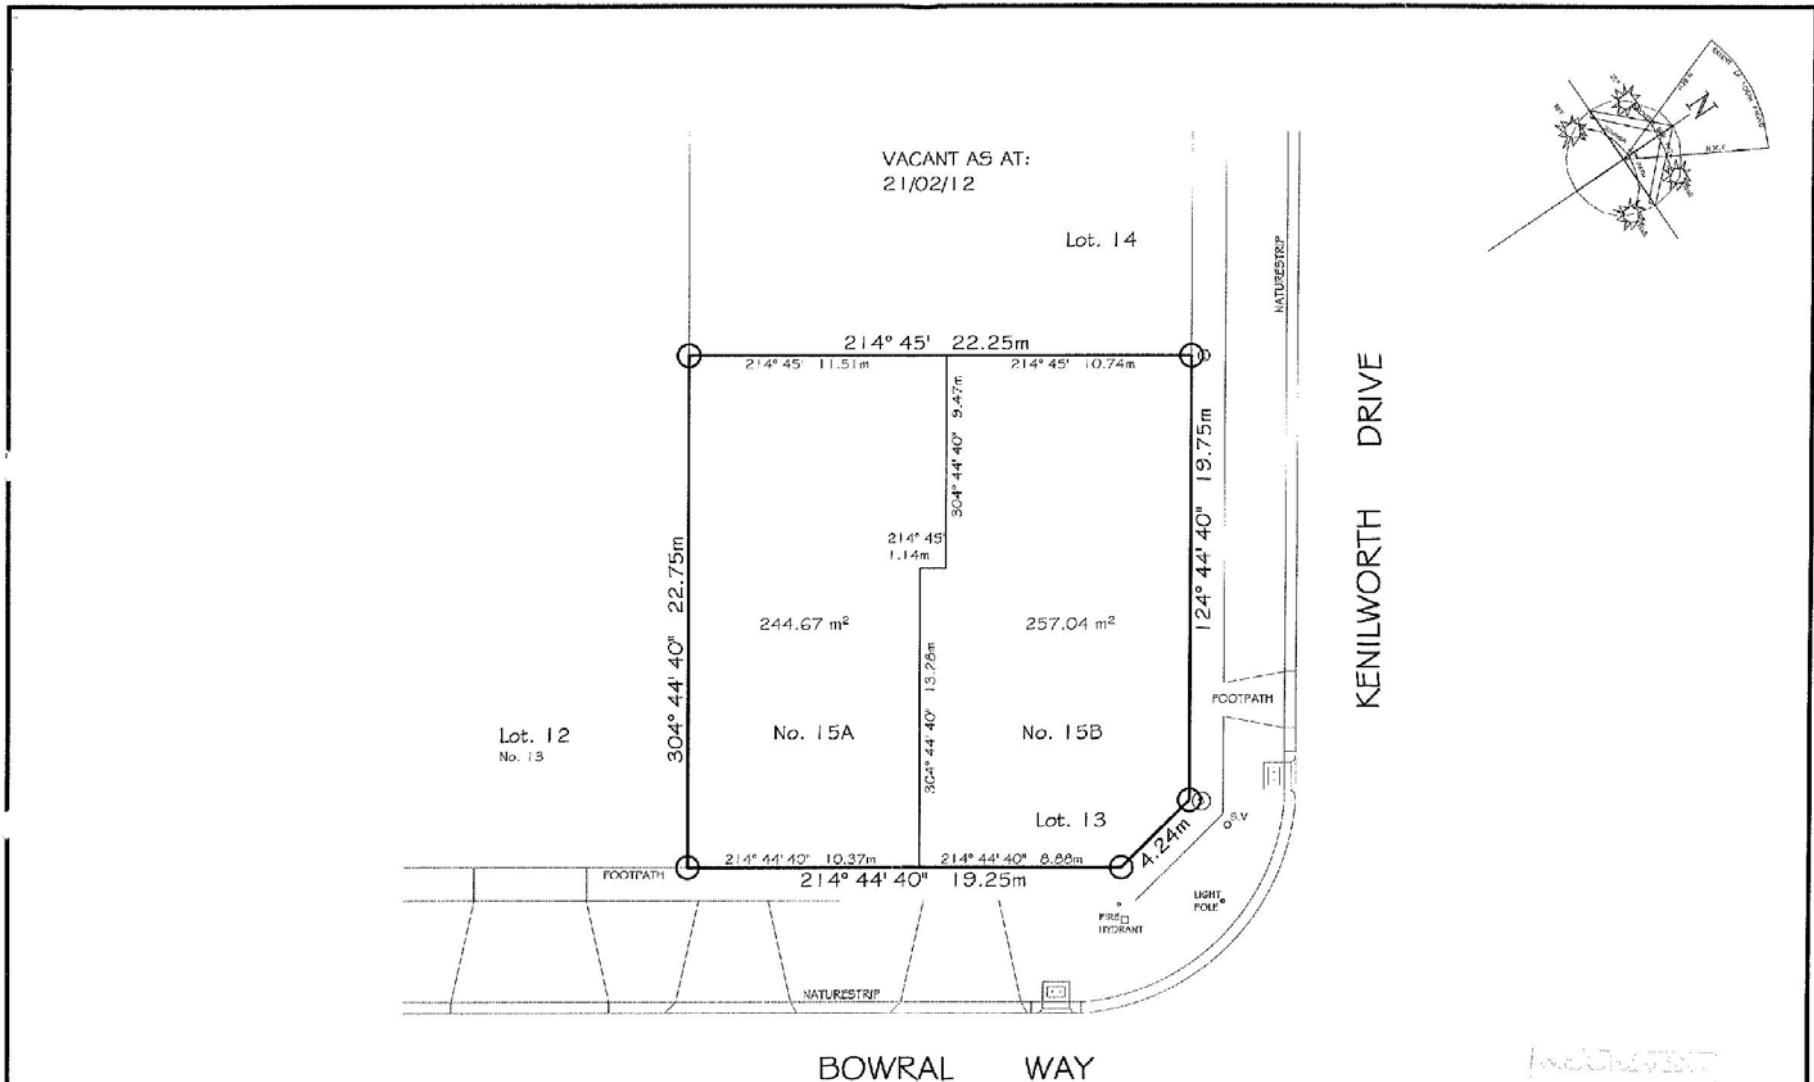 VACANT AS AT:
21/02/12
Lot. 14
N
NATURESTRIP
214° 45' 22.25m
214° 45' 11.51m
214° 45' 10.74m
304° 44' 40" 9.47m
124° 44' 40" 19.75m
KENILWORTH DRIVE
214° 45'
1.14m
304° 44' 40" 22.75m
244.67 m²
257.04 m²
304° 44' 40" 13.28m
FOOTPATH
Lot. 12
No. 13
No. 15A
No. 15B
Lot. 13
S.V
4.24m
214° 44' 40" 10.37m
214° 44' 40" 8.88m
FOOTPATH
214° 44' 40" 19.25m
LIGHT
POLE
FIRE
HYDRANT
NATURESTRIP
BOWRAL WAY